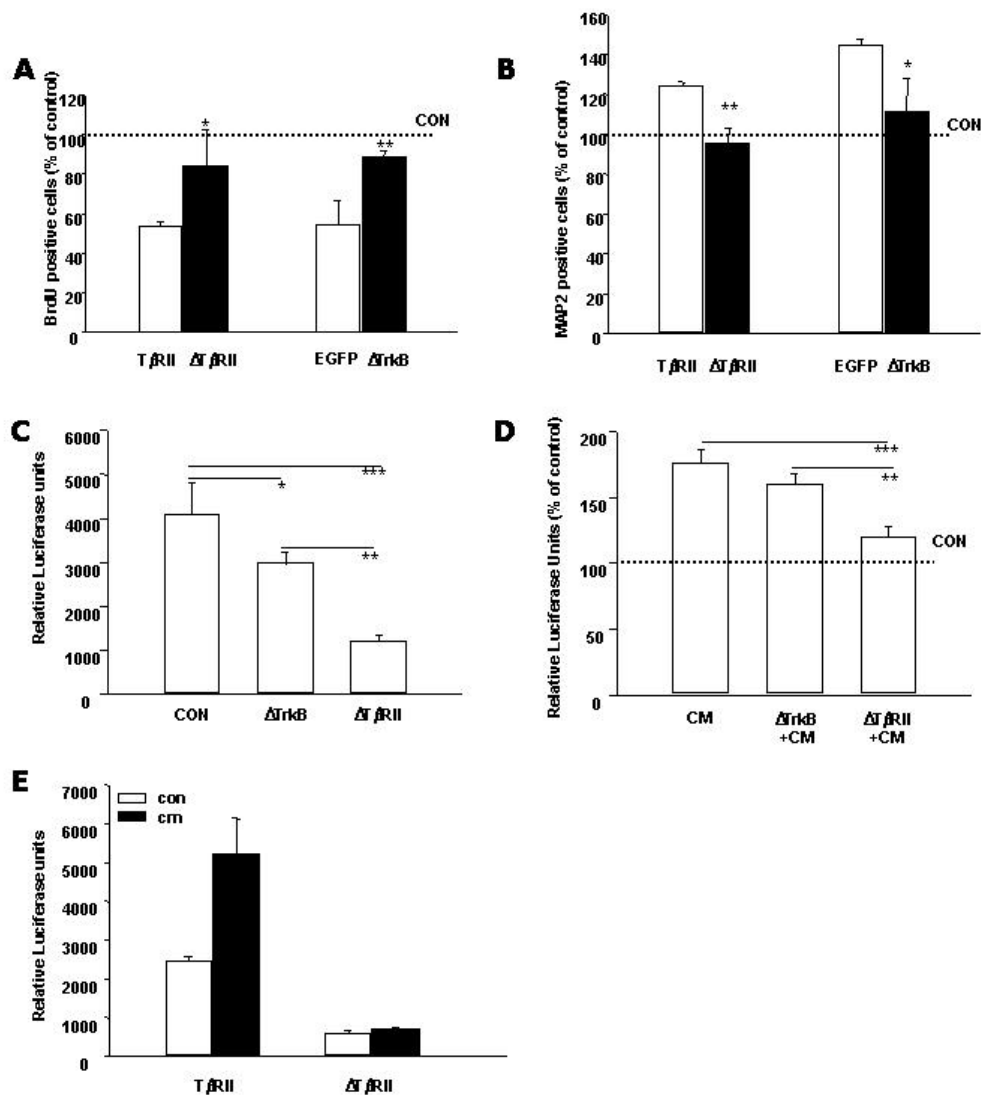 A
BrdU positive cells (% of control)
120
100
80
60
40
20
0
CON
*
**
TβRII ΔTβRII EGFP ΔTrkB
B
MAP2 positive cells (% of control)
160
140
120
100
80
60
40
20
0
CON
**
*
TβRII ΔTβRII EGFP ΔTrkB
C
Relative Luciferase units
6000
5000
4000
3000
2000
1000
0
***
*
**
CON ΔTrkB ΔTβRII
D
Relative Luciferase Units (% of control)
200
150
100
50
0
***
**
CON
CM ΔTrkB ΔTβRII
+CM +CM
E
Relative Luciferase units
7000
6000
5000
4000
3000
2000
1000
0
con
cm
TβRII ΔTβRII